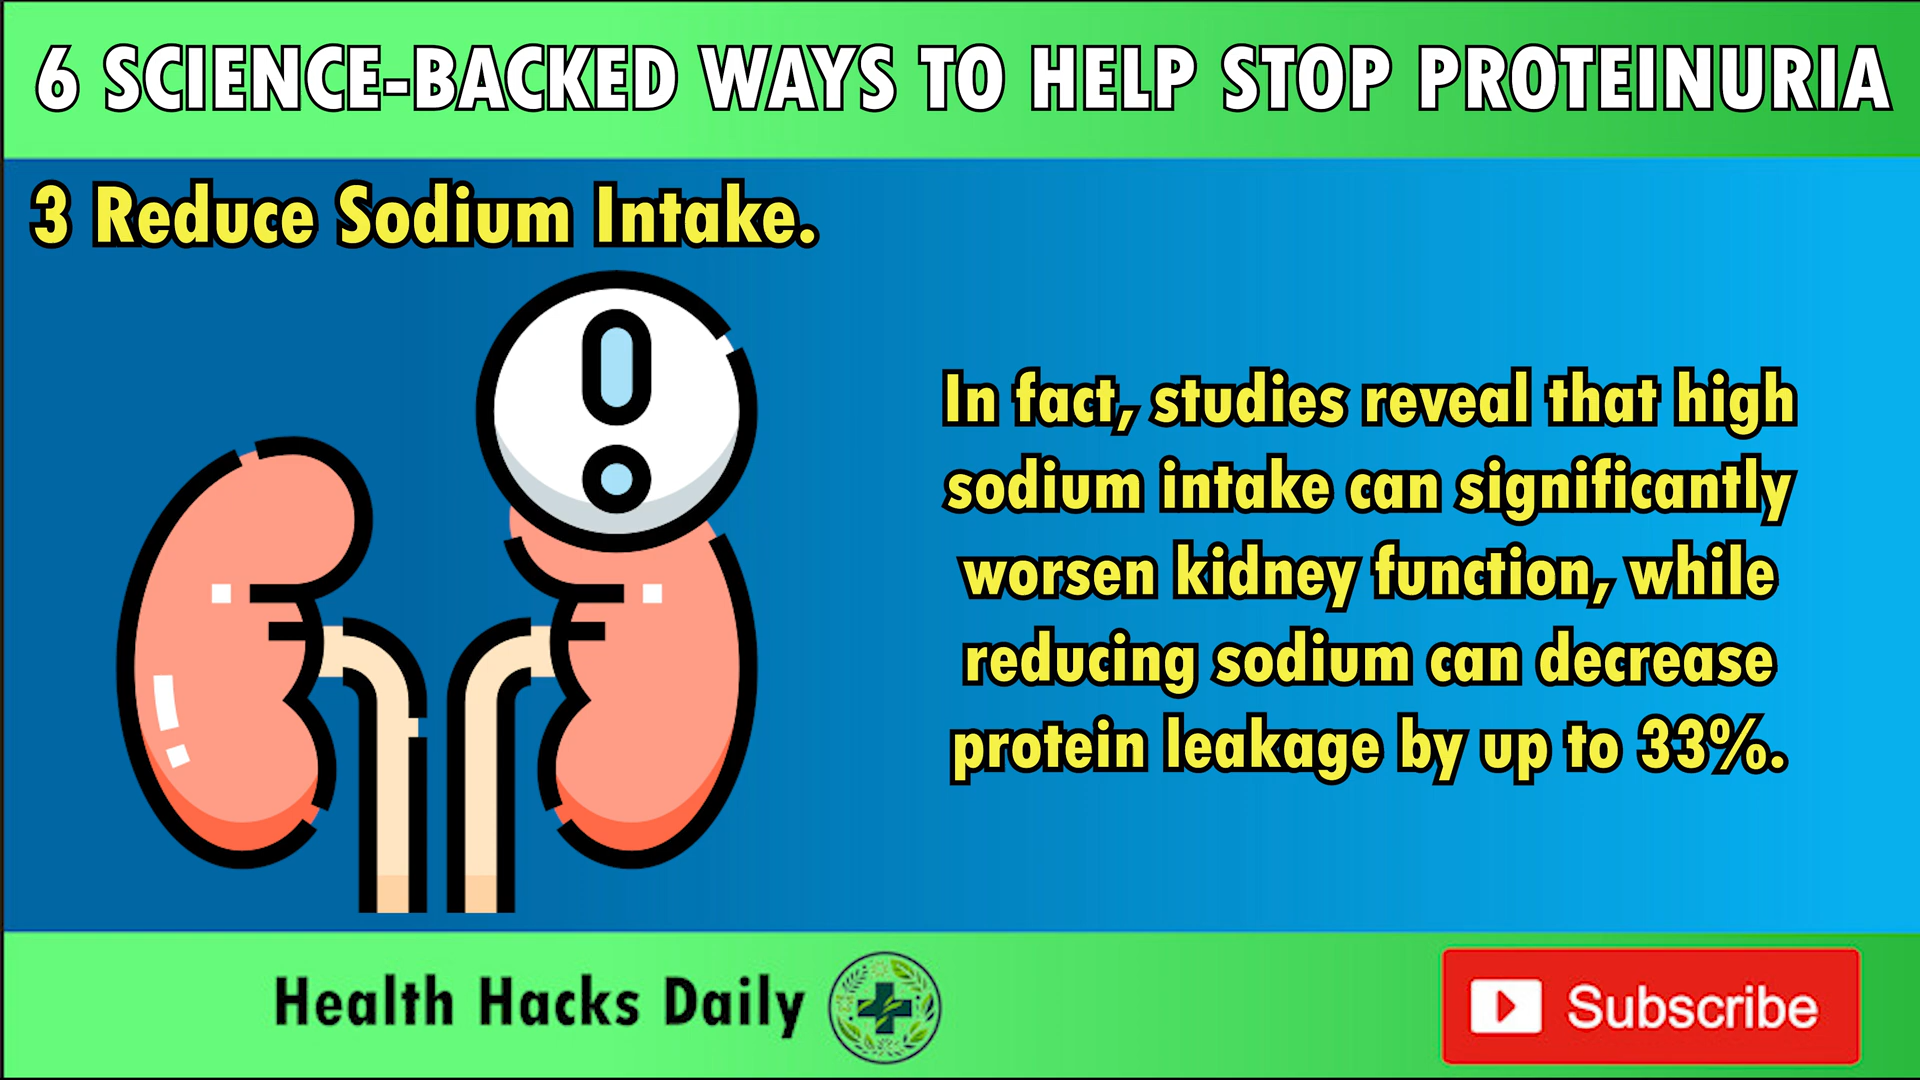 6 SCIENCE-BACKED WAYS TO HELP STOP PROTEINURIA
3 Reduce Sodium Intake.
In fact, studies reveal that high
sodium intake can significantly
worsen kidney function, while
reducing sodium can decrease
protein leakage by up to 33%.
Health Hacks Daily
Subscribe